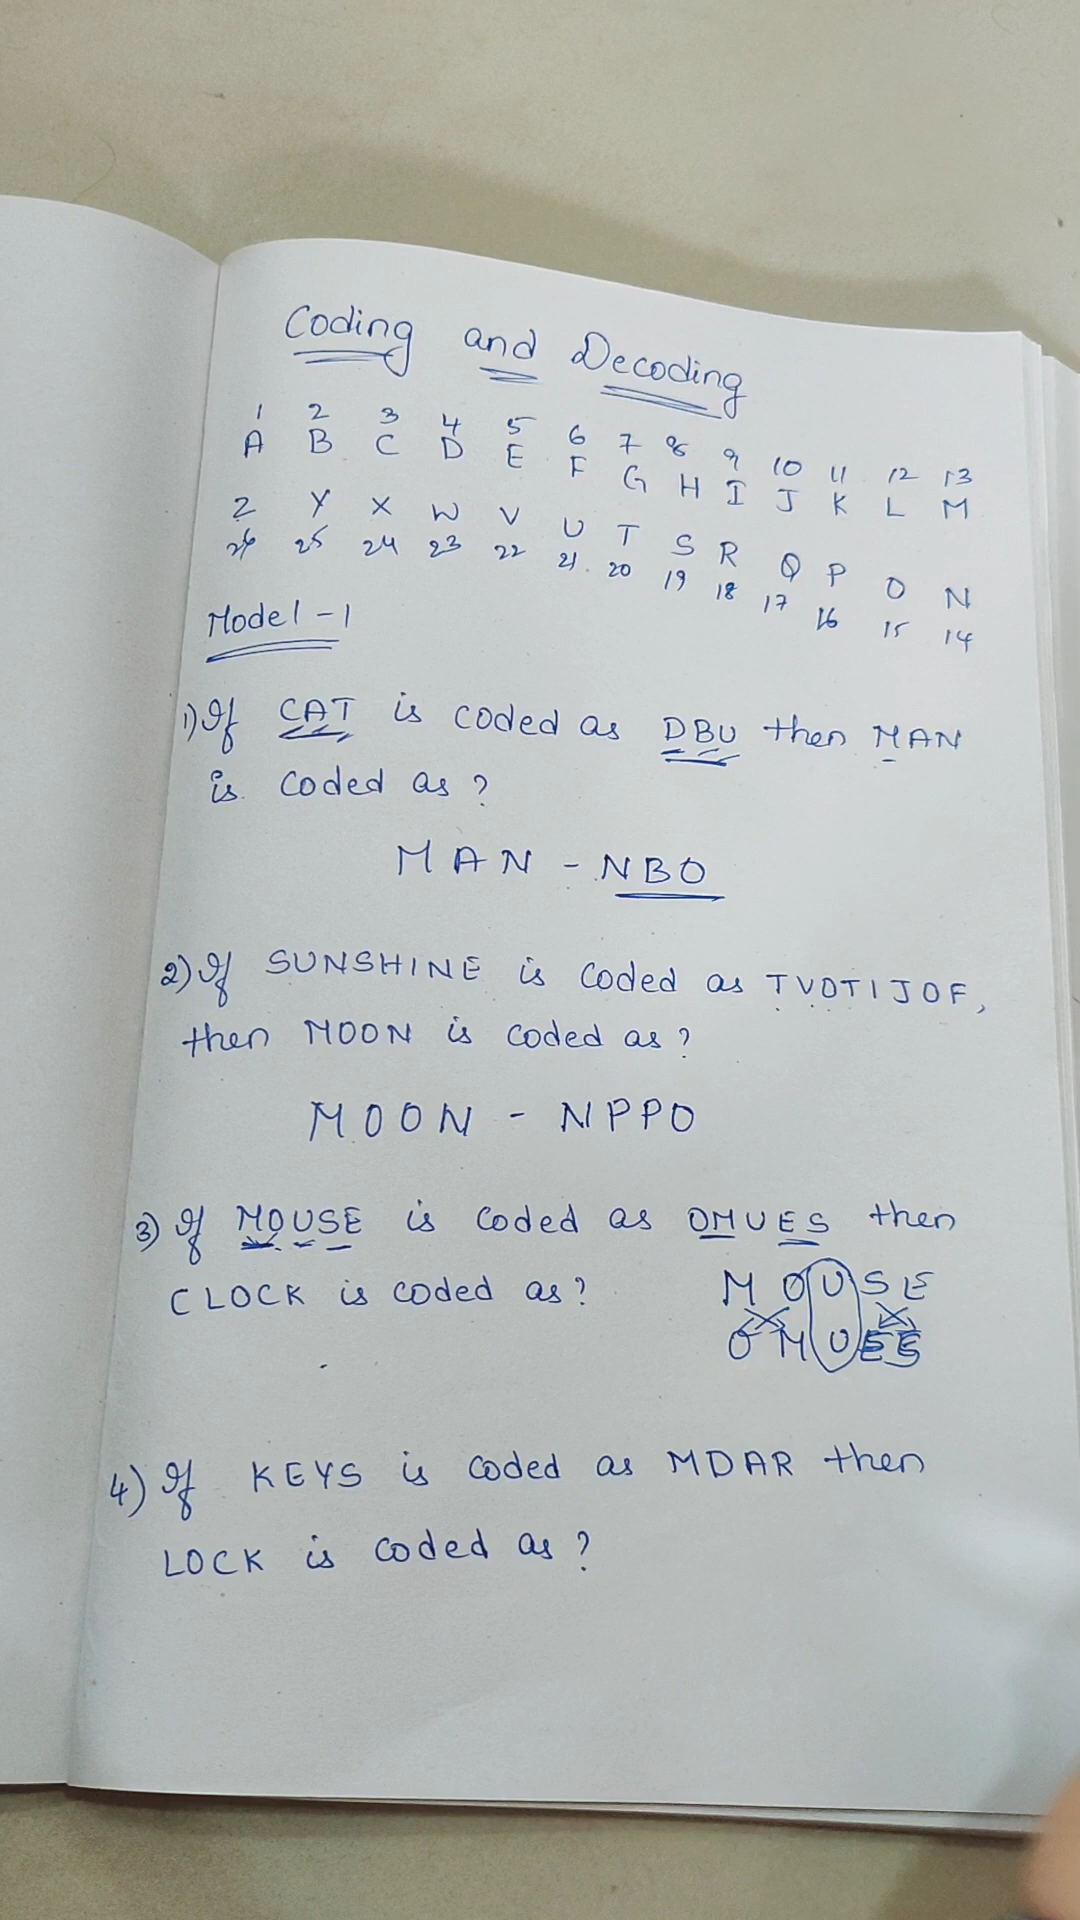 Coding and Decoding
1 2 3 4 5 6 7 8 9 10 11 12 13
A B C D E F G H I J K L M
Z Y X W V U T S R Q P O N
26 25 24 23 22 21 20 19 18 17 16 15 14
Model-1
1) If CAT is coded as DBU then MAN
is coded as?
MAN - NBO
2) If SUNSHINE is coded as TVOTIJOF,
then MOON is coded as?
MOON - NPPO
3) If MOUSE is coded as OMUES then
CLOCK is coded as?
M O U S E
O M U E S
4) If KEYS is coded as MDAR then
LOCK is coded as?